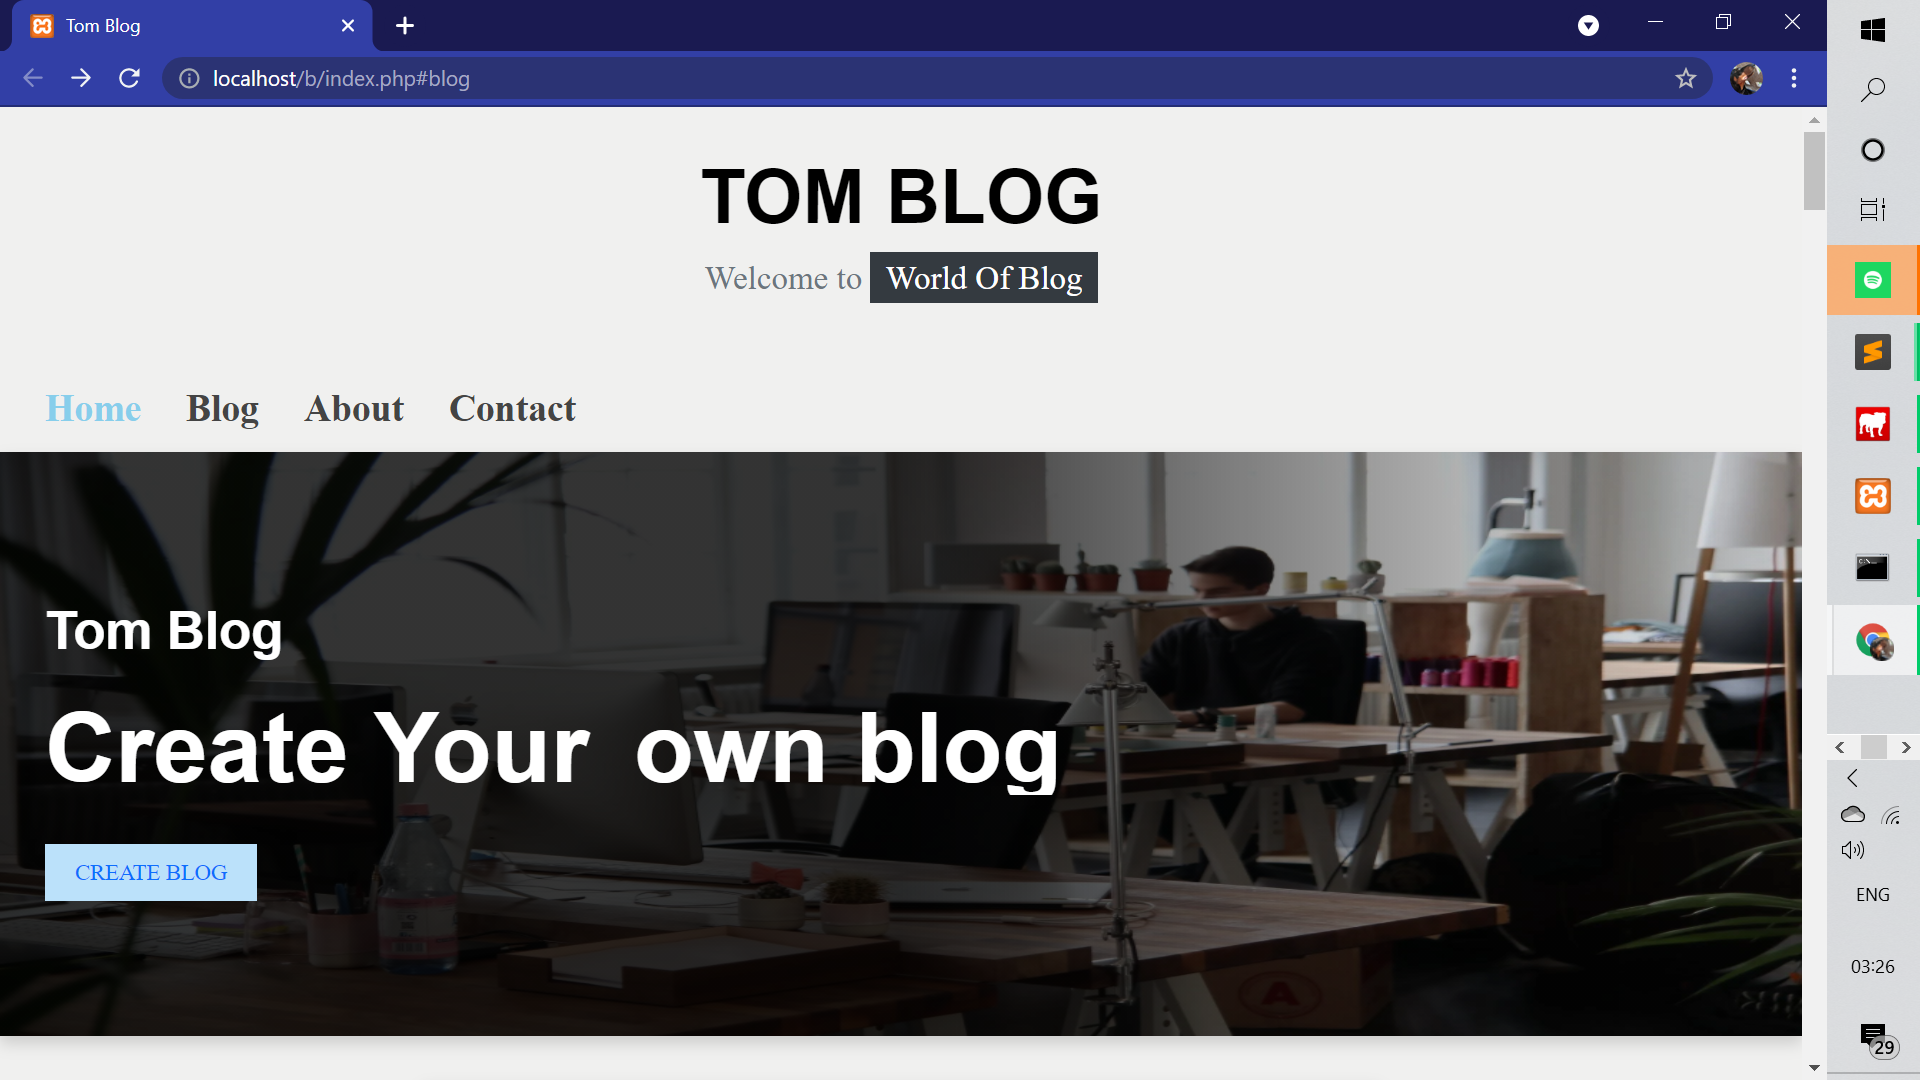 Tom Blog
localhost/b/index.php#blog
TOM BLOG
Welcome to World Of Blog
Home Blog About Contact
Tom Blog
Create Your own blog
CREATE BLOG
ENG
03:26
29